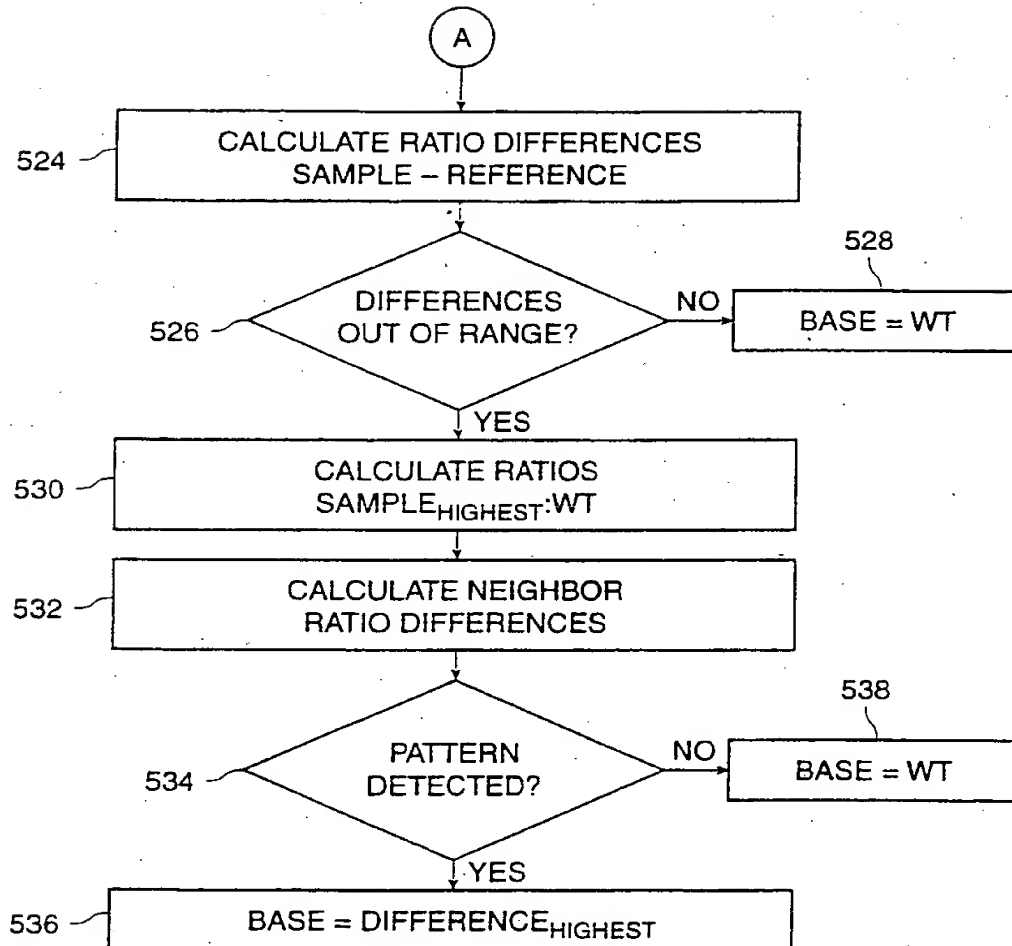 A
524
CALCULATE RATIO DIFFERENCES
SAMPLE – REFERENCE
526
DIFFERENCES
OUT OF RANGE?
NO
528
BASE = WT
YES
530
CALCULATE RATIOS
SAMPLEHIGHEST:WT
532
CALCULATE NEIGHBOR
RATIO DIFFERENCES
534
PATTERN
DETECTED?
NO
538
BASE = WT
YES
536
BASE = DIFFERENCEHIGHEST